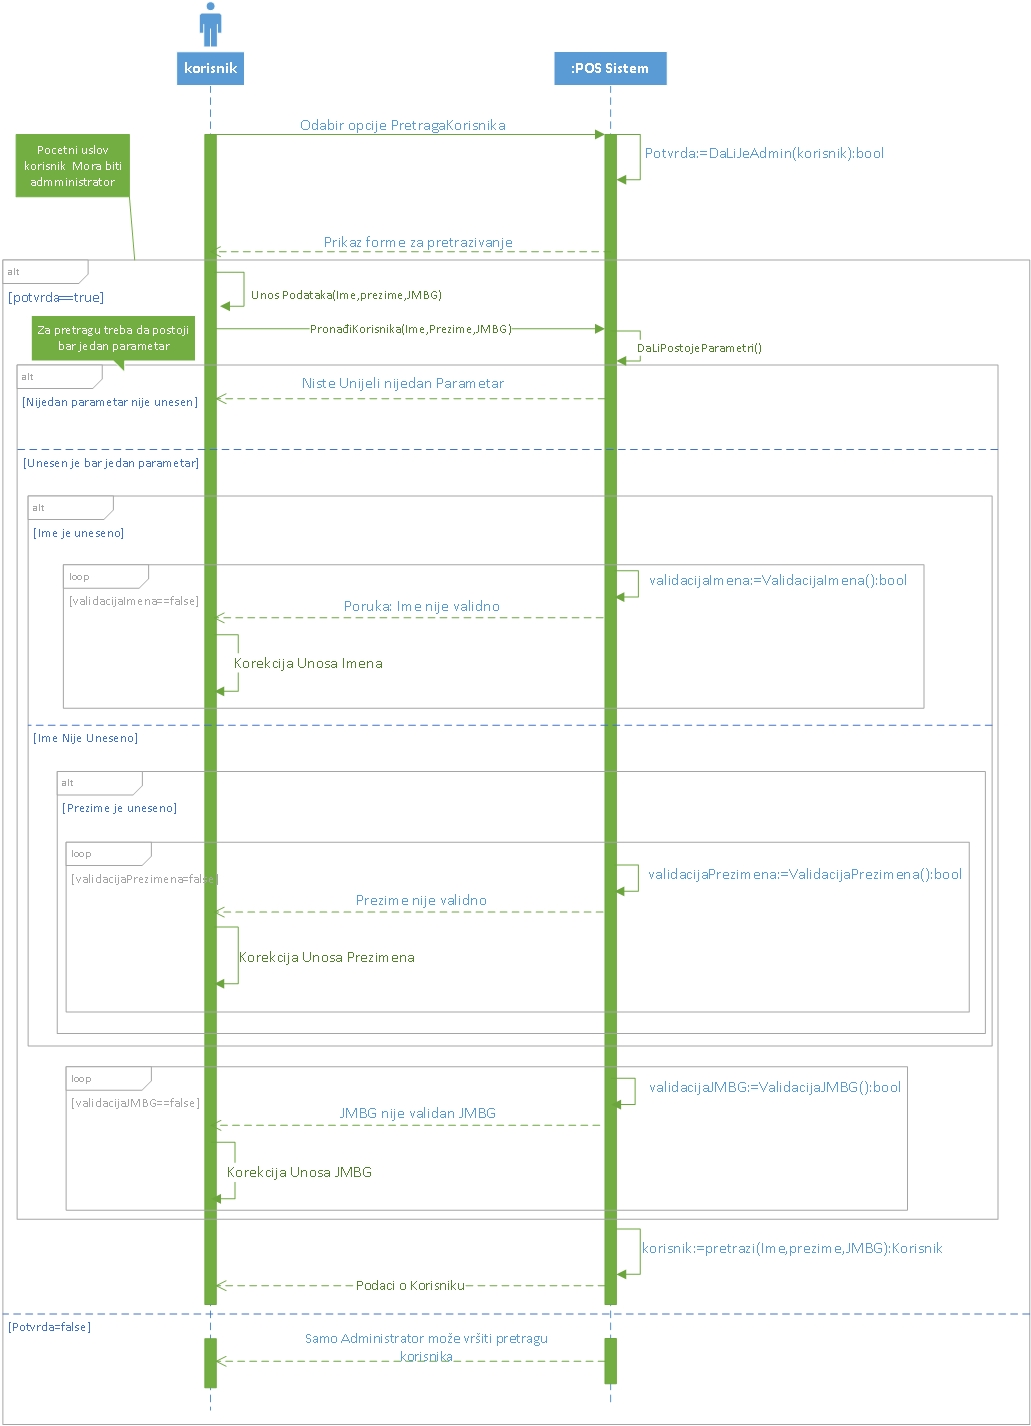 korisnik
:POS Sistem
Odabir opcije PretragaKorisnika
Pocetni uslov
korisnik Mora biti
admministrator
Potvrda:=DaLiJeAdmin(korisnik):bool
Prikaz forme za pretrazivanje
alt
[potvrda==true]
Unos Podataka(Ime,prezime,JMBG)
Za pretragu treba da postoji
bar jedan parametar
PronađiKorisnika(Ime,Prezime,JMBG)
DaLiPostojeParametri()
alt
Niste Unijeli nijedan Parametar
[Nijedan parametar nije unesen]
[Unesen je bar jedan parametar]
alt
[Ime je uneseno]
loop
validacijaImena:=ValidacijaImena():bool
[validacijaImena==false]
Poruka: Ime nije validno
Korekcija Unosa Imena
[Ime Nije Uneseno]
alt
[Prezime je uneseno]
loop
validacijaPrezimena:=ValidacijaPrezimena():bool
[validacijaPrezimena=false]
Prezime nije validno
Korekcija Unosa Prezimena
loop
validacijaJMBG:=ValidacijaJMBG():bool
[validacijaJMBG==false]
JMBG nije validan JMBG
Korekcija Unosa JMBG
korisnik:=pretrazi(Ime,prezime,JMBG):Korisnik
Podaci o Korisniku
[Potvrda=false]
Samo Administrator može vršiti pretragu
korisnika